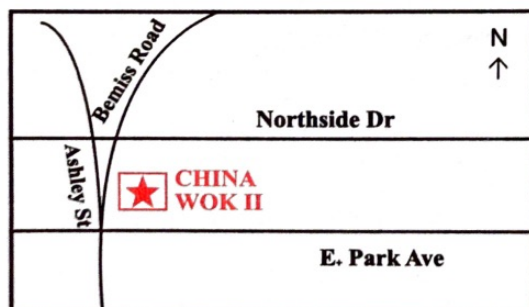 N
Bemiss Road
Northside Dr
Ashley St
CHINA
WOK II
E. Park Ave